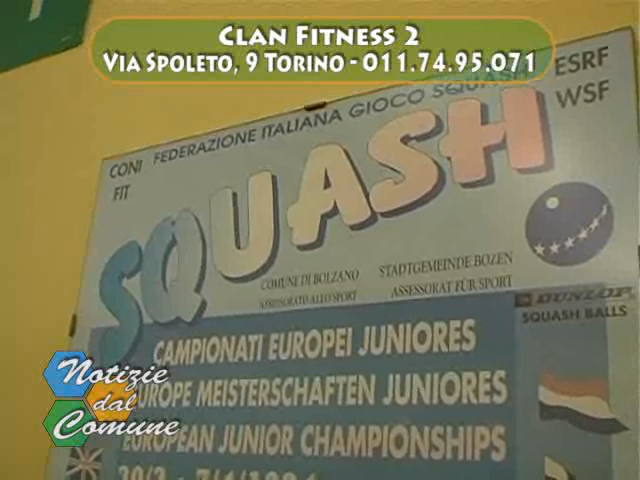 CLAN FITNESS 2
VIA SPOLETO, 9 TORINO - 011.74.95.071
CONI FEDERAZIONE ITALIANA GIOCO SQUASH ESRF
FIT
WSF
SQUASH
COMUNE DI BOLZANO
ASSESSORATO ALLO SPORT
STADTGEMEINDE BOZEN
ASSESSORAT FÜR SPORT
DUNLOP
SQUASH BALLS
CAMPIONATI EUROPEI JUNIORES
EUROPE MEISTERSCHAFTEN JUNIORES
EUROPEAN JUNIOR CHAMPIONSHIPS
Notizie
dal
Comune